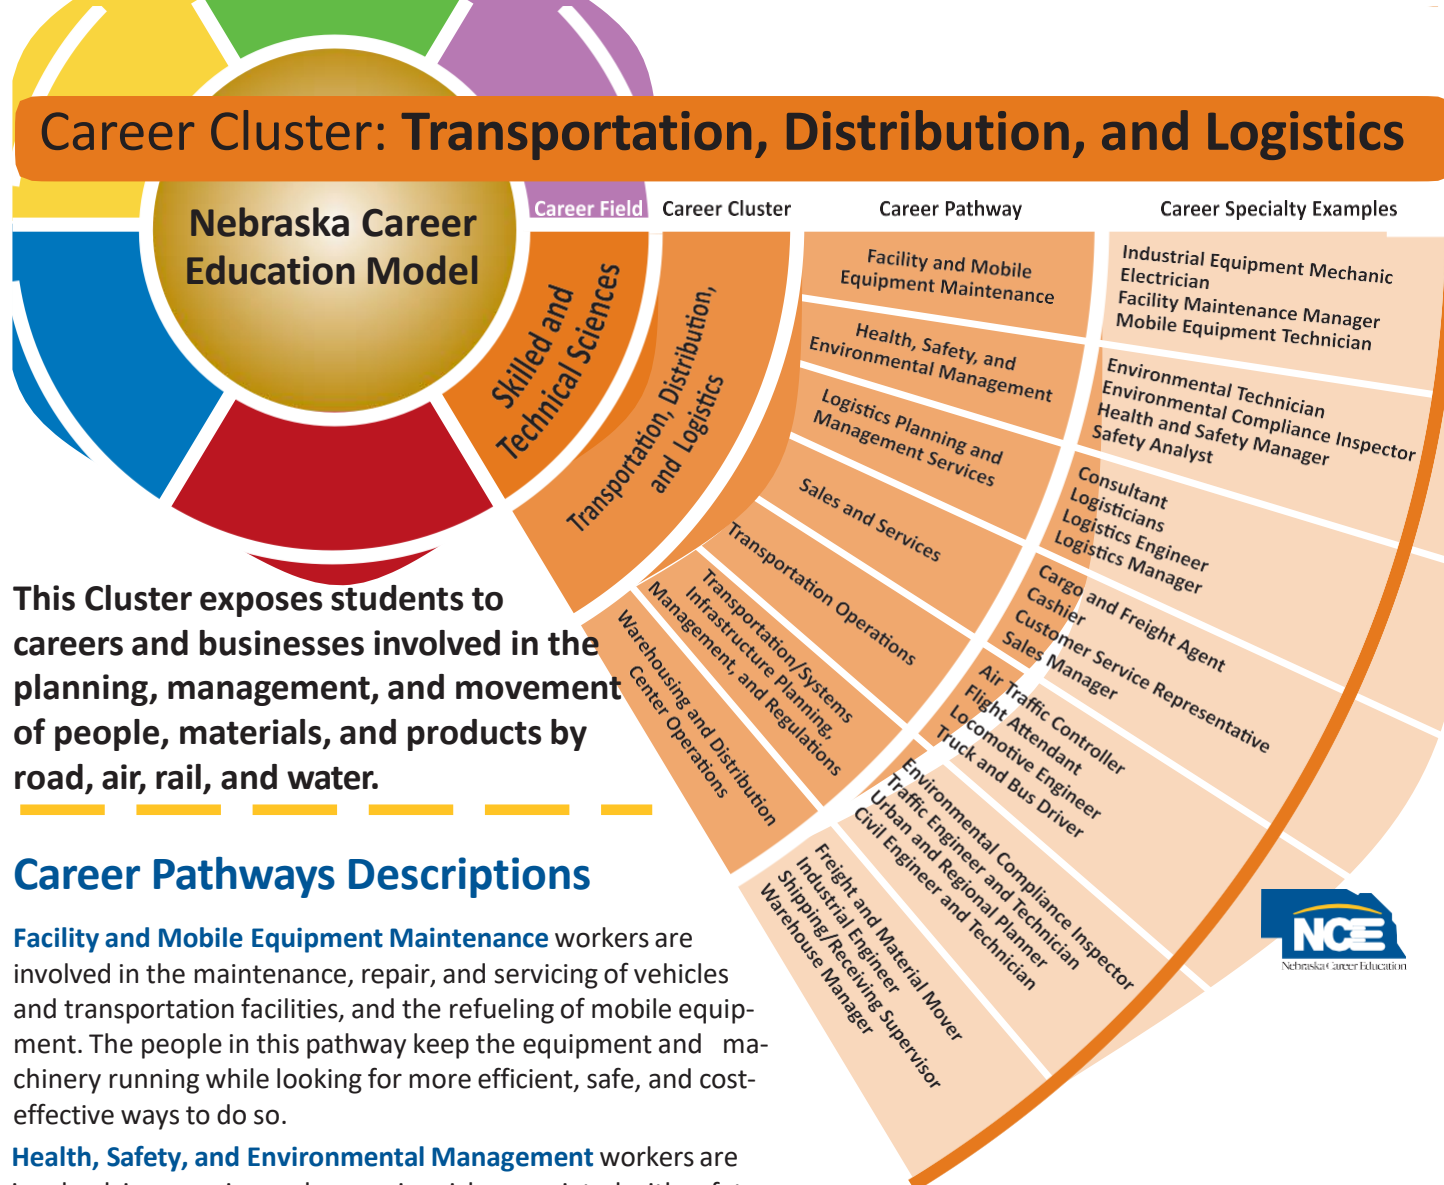 Career Cluster: Transportation, Distribution, and Logistics
Nebraska Career
Education Model
Career Field
Career Cluster
Career Pathway
Career Specialty Examples
Skilled and
Technical Sciences
Transportation, Distribution,
and Logistics
Facility and Mobile
Equipment Maintenance
Industrial Equipment Mechanic
Electrician
Facility Maintenance Manager
Mobile Equipment Technician
Health, Safety, and
Environmental Management
Environmental Technician
Environmental Compliance Inspector
Health and Safety Manager
Safety Analyst
Logistics Planning and
Management Services
Consultant
Logisticians
Logistics Engineer
Logistics Manager
Sales and Services
Cargo and Freight Agent
Cashier
Customer Service Representative
Sales Manager
Transportation Operations
Air Traffic Controller
Flight Attendant
Locomotive Engineer
Truck and Bus Driver
Transportation/Systems
Infrastructure Planning,
Management, and Regulations
Environmental Compliance Inspector
Traffic Engineer and Technician
Urban and Regional Planner
Civil Engineer and Technician
Warehousing and Distribution
Center Operations
Freight and Material Mover
Industrial Engineer
Shipping/Receiving Supervisor
Warehouse Manager
This Cluster exposes students to
careers and businesses involved in the
planning, management, and movement
of people, materials, and products by
road, air, rail, and water.
NCE
Nebraska Career Education
Career Pathways Descriptions
Facility and Mobile Equipment Maintenance workers are
involved in the maintenance, repair, and servicing of vehicles
and transportation facilities, and the refueling of mobile equip-
ment. The people in this pathway keep the equipment and ma-
chinery running while looking for more efficient, safe, and cost-
effective ways to do so.
Health, Safety, and Environmental Management workers are